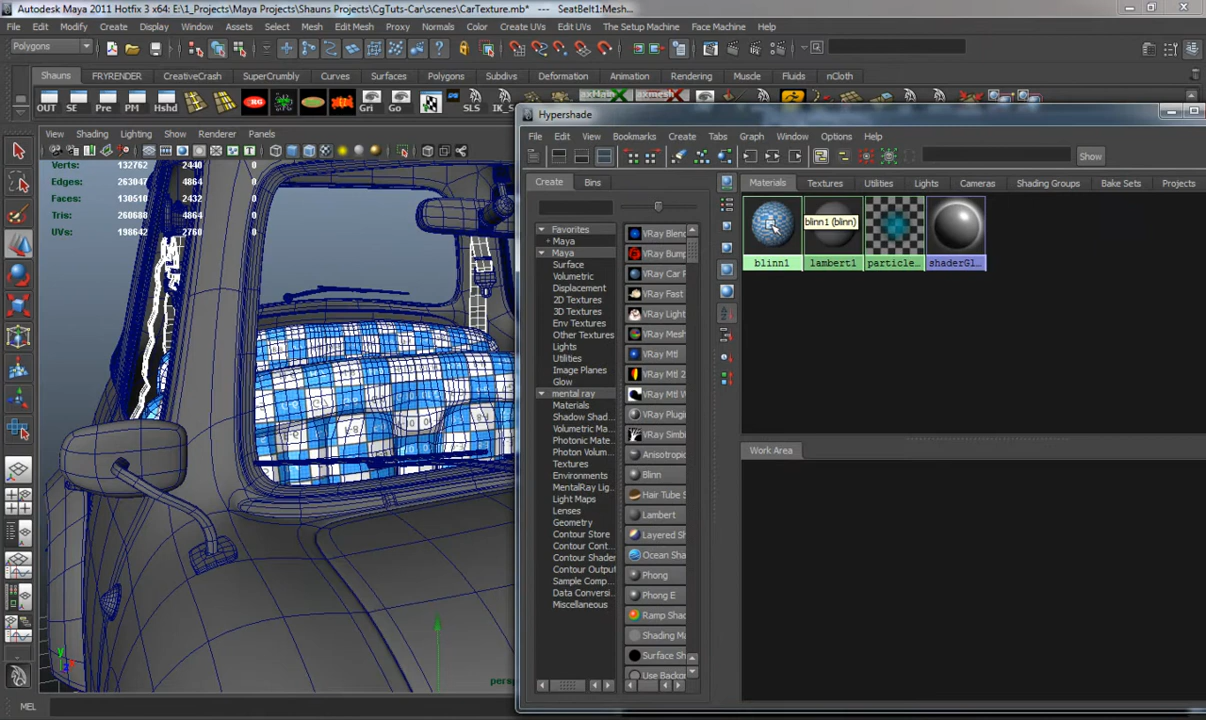 Autodesk Maya 2011 Hotfix 3 x64: E:\1_Projects\Maya Projects\Shauns Projects\CgTuts-Car\scenes\CarTexture.mb* - SeatBelt1:Mesh...
File Edit Modify Create Display Window Assets Select Mesh Edit Mesh Proxy Normals Color Create UVs Edit UVs The Setup Machine Face Machine Help
Polygons
Shauns FRYRENDER CreativeCrash SuperCrumbly Curves Surfaces Polygons Subdivs Deformation Animation Rendering Muscle Fluids nCloth
OUT SE Pre PM Hshd Gri Go SLS IK_S
View Shading Lighting Show Renderer Panels
Verts: 132762 2440 0
Edges: 263047 4864 0
Faces: 130510 2432 0
Tris: 260688 4864 0
UVs: 198642 2760 0
persp
MEL
Hypershade
File Edit View Bookmarks Create Tabs Graph Window Options Help
Show
Create Bins
Favorites
+ Maya
Maya
Surface
Volumetric
Displacement
2D Textures
3D Textures
Env Textures
Other Textures
Lights
Utilities
Image Planes
Glow
mental ray
Materials
Shadow Shad...
Volumetric Ma...
Photonic Mate...
Photon Volum...
Textures
Environments
MentalRay Lig...
Light Maps
Lenses
Geometry
Contour Store
Contour Cont...
Contour Shader
Contour Output
Sample Comp...
Data Conversi...
Miscellaneous
VRay Blend
VRay Bump
VRay Car P
VRay Fast
VRay Light
VRay Mesh
VRay Mtl
VRay Mtl 2
VRay Mtl W
VRay Plugin
VRay Simbi
Anisotropic
Blinn
Hair Tube S
Lambert
Layered Sh
Ocean Sha
Phong
Phong E
Ramp Shad
Shading Ma
Surface Sh
Use Backgr
Materials Textures Utilities Lights Cameras Shading Groups Bake Sets Projects
blinn1 (blinn)
blinn1 lambert1 particle... shaderGl...
Work Area